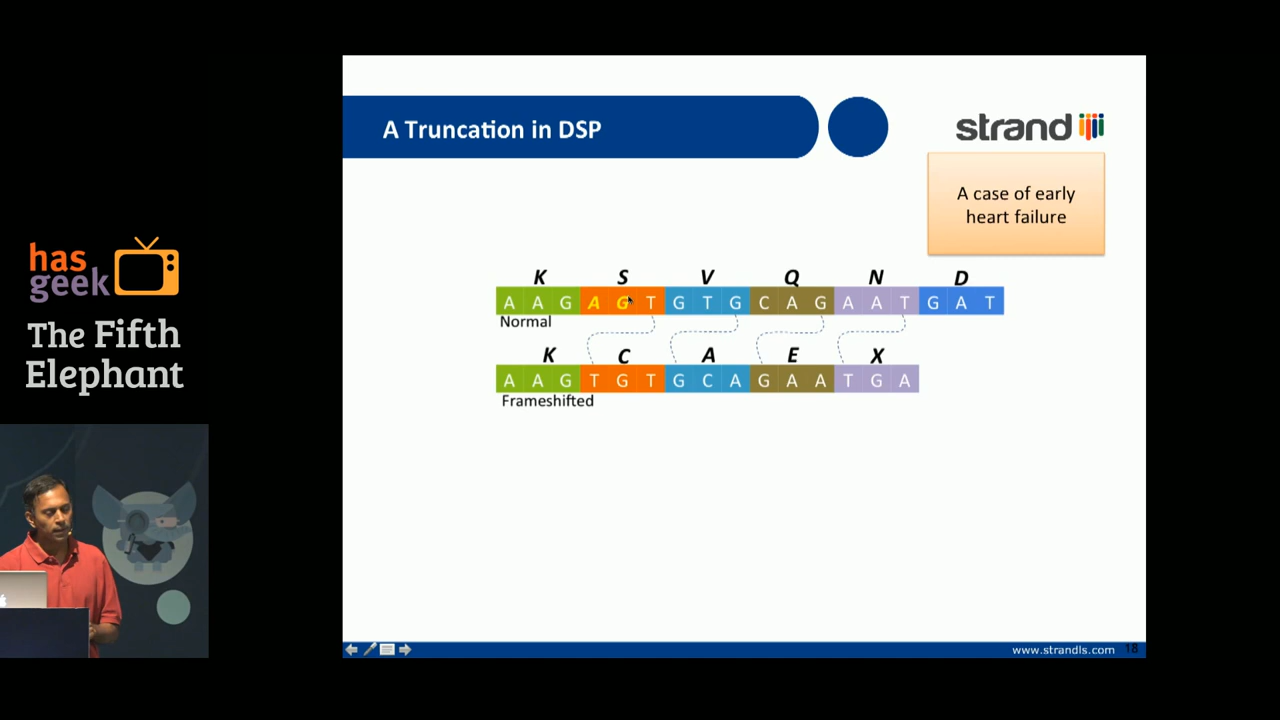 has
geek
The Fifth
Elephant
A Truncation in DSP
strand
A case of early
heart failure
K S V Q N D
A A G A G T G T G C A G A A T G A T
Normal
K C A E X
A A G T G T G C A G A A T G A
Frameshifted
www.strandls.com 18